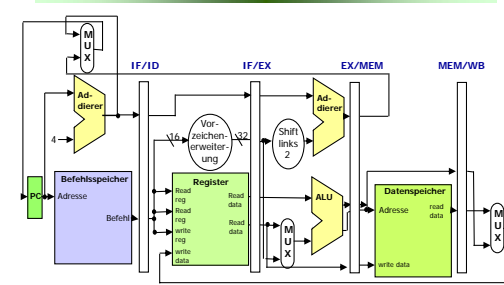 M
U
X
IF/ID
IF/EX
EX/MEM
MEM/WB
Ad-
dierer
4
16
Vor-
zeichen-
erweiter-
ung
32
Shift
links
2
Ad-
dierer
PC
Befehlsspeicher
Adresse
Befehl
Register
Read
reg
Read
reg
write
reg
write
data
Read
data
Read
data
M
U
X
ALU
Datenspeicher
Adresse
read
data
write data
M
U
X